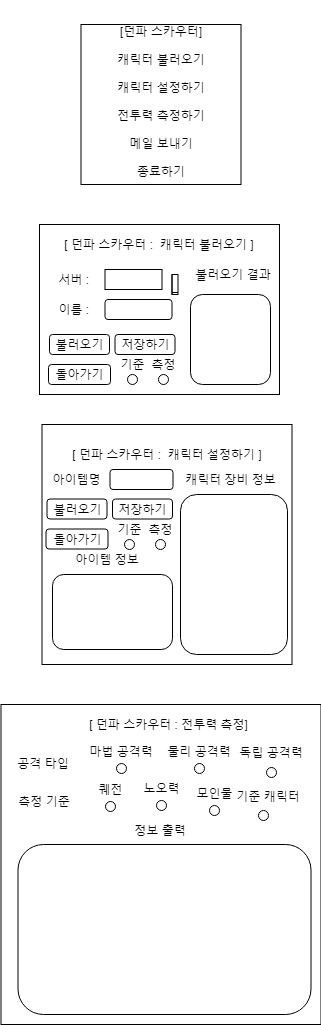 [던파 스카우터]
캐릭터 불러오기
캐릭터 설정하기
전투력 측정하기
메일 보내기
종료하기
[ 던파 스카우터 : 캐릭터 불러오기 ]
서버 :
불러오기 결과
이름 :
불러오기 저장하기
기준 측정
돌아가기
[ 던파 스카우터 : 캐릭터 설정하기 ]
아이템명 캐릭터 장비 정보
불러오기 저장하기
기준 측정
돌아가기
아이템 정보
[ 던파 스카우터 : 전투력 측정]
공격 타입 마법 공격력 물리 공격력 독립 공격력
측정 기준 퀘전 노오력 모인물 기준 캐릭터
정보 출력